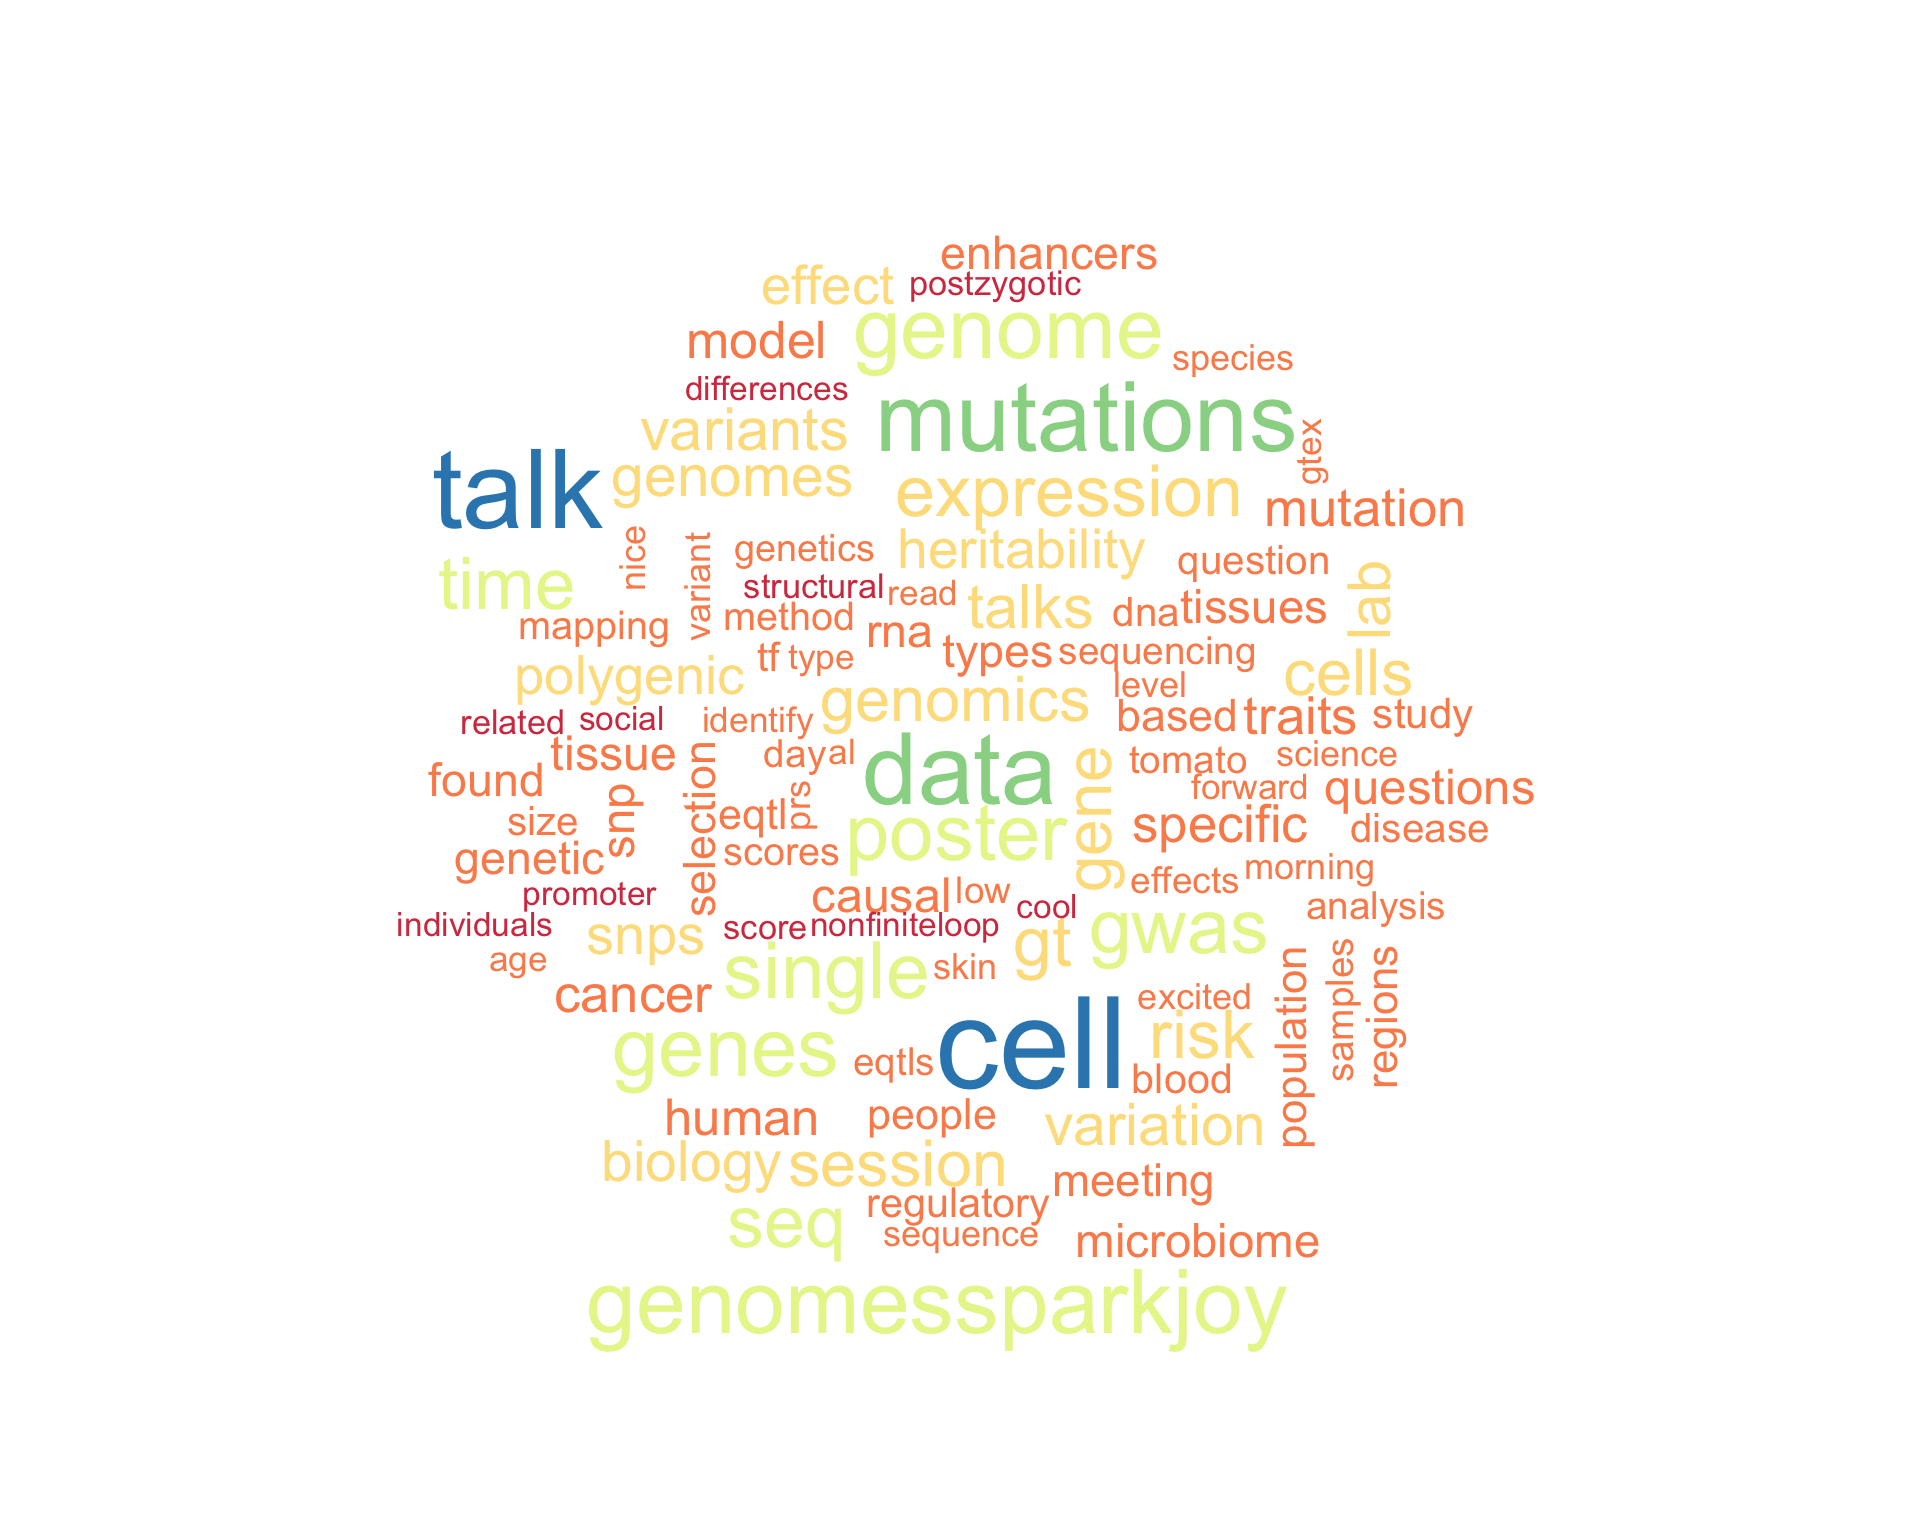 enhancers
effect postzygotic
genome
model species
differences
mutations
variants gtex
talk genomes expression mutation
nice variant genetics heritability question lab
time structural read talks dna tissues
mapping method rna
tf type types sequencing
polygenic genomics level cells
related social identify based traits study
tissue selection day al data gene tomato science
found snp prs forward questions
size eqtl poster specific disease
genetic scores effects morning
promoter causal low cool analysis
individuals score nonfiniteloop gwas
snps gt
age single skin population samples regions
cancer excited
genes eqtls cell risk
blood
human people variation
biology session meeting
regulatory
seq sequence microbiome
genomessparkjoy